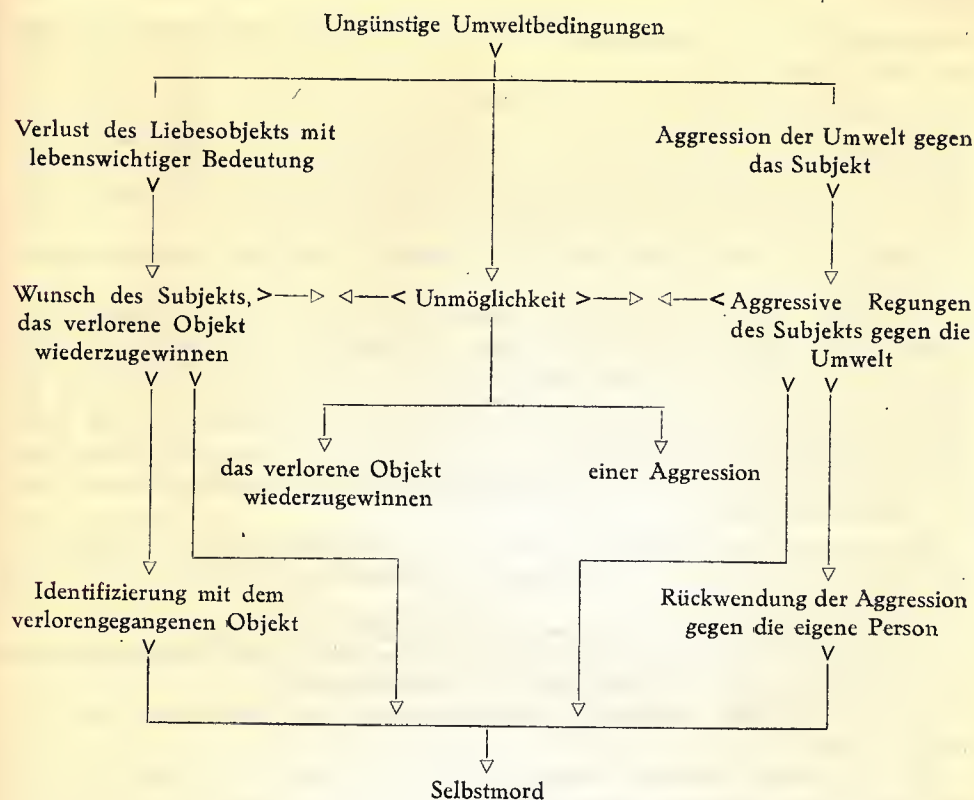 Ungünstige Umweltbedingungen
Verlust des Liebesobjekts mit
lebenswichtiger Bedeutung
Aggression der Umwelt gegen
das Subjekt
Wunsch des Subjekts,
das verlorene Objekt
wiederzugewinnen
Unmöglichkeit
Aggressive Regungen
des Subjekts gegen die
Umwelt
das verlorene Objekt
wiederzugewinnen
einer Aggression
Identifizierung mit dem
verlorengegangenen Objekt
Rückwendung der Aggression
gegen die eigene Person
Selbstmord